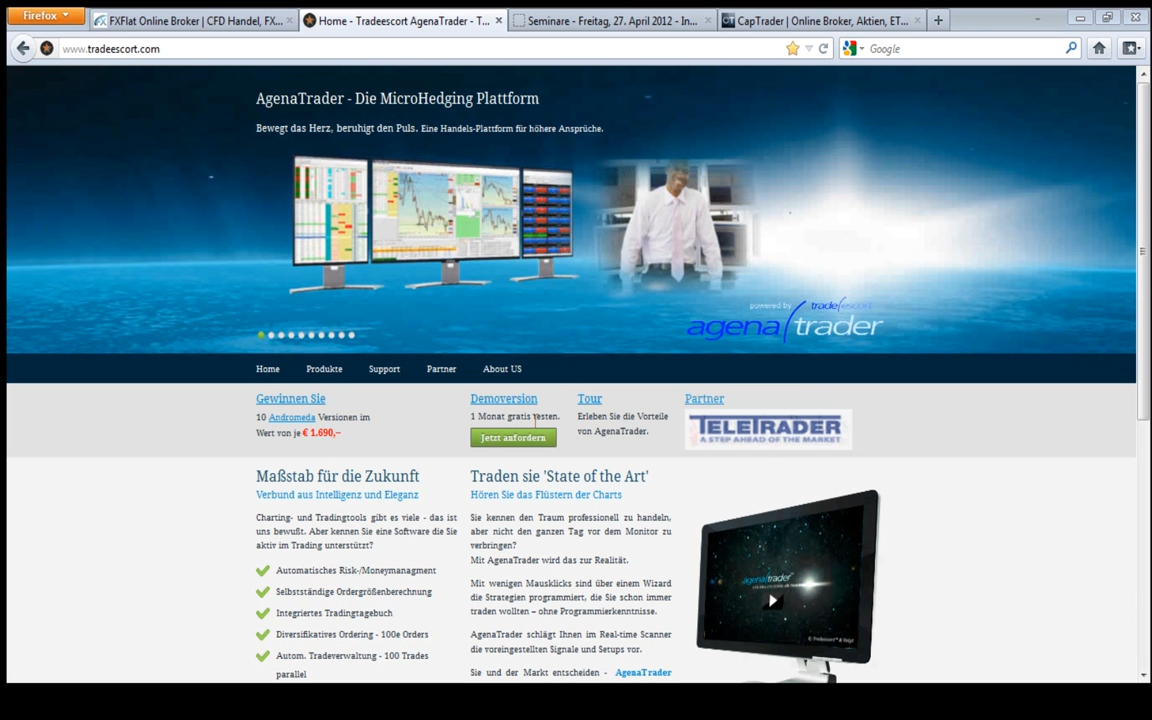 Firefox
FXFlat Online Broker | CFD Handel, FX...
Home - Tradeescort AgenaTrader - T...
Seminare - Freitag, 27. April 2012 - In...
CapTrader | Online Broker, Aktien, ET...
www.tradeescort.com
Google
AgenaTrader - Die MicroHedging Plattform
Bewegt das Herz, beruhigt den Puls. Eine Handels-Plattform für höhere Ansprüche.
powered by tradeescort
agena trader
Home Produkte Support Partner About US
Gewinnen Sie
10 Andromeda Versionen im
Wert von je € 1.690,–
Demoversion
1 Monat gratis testen.
Jetzt anfordern
Tour
Erleben Sie die Vorteile
von AgenaTrader.
Partner
TELETRADER
A STEP AHEAD OF THE MARKET
Maßstab für die Zukunft
Verbund aus Intelligenz und Eleganz
Charting- und Tradingtools gibt es viele - das ist
uns bewußt. Aber kennen Sie eine Software die Sie
aktiv im Trading unterstützt?
Automatisches Risk-/Moneymanagment
Selbstständige Ordergrößenberechnung
Integriertes Tradingtagebuch
Diversifikatives Ordering - 100e Orders
Autom. Tradeverwaltung - 100 Trades
parallel
Traden sie 'State of the Art'
Hören Sie das Flüstern der Charts
Sie kennen den Traum professionell zu handeln,
aber nicht den ganzen Tag vor dem Monitor zu
verbringen?
Mit AgenaTrader wird das zur Realität.
Mit wenigen Mausklicks sind über einem Wizard
die Strategien programmiert, die Sie schon immer
traden wollten – ohne Programmierkenntnisse.
AgenaTrader schlägt Ihnen im Real-time Scanner
die voreingestellten Signale und Setups vor.
Sie und der Markt entscheiden - AgenaTrader
agena trader